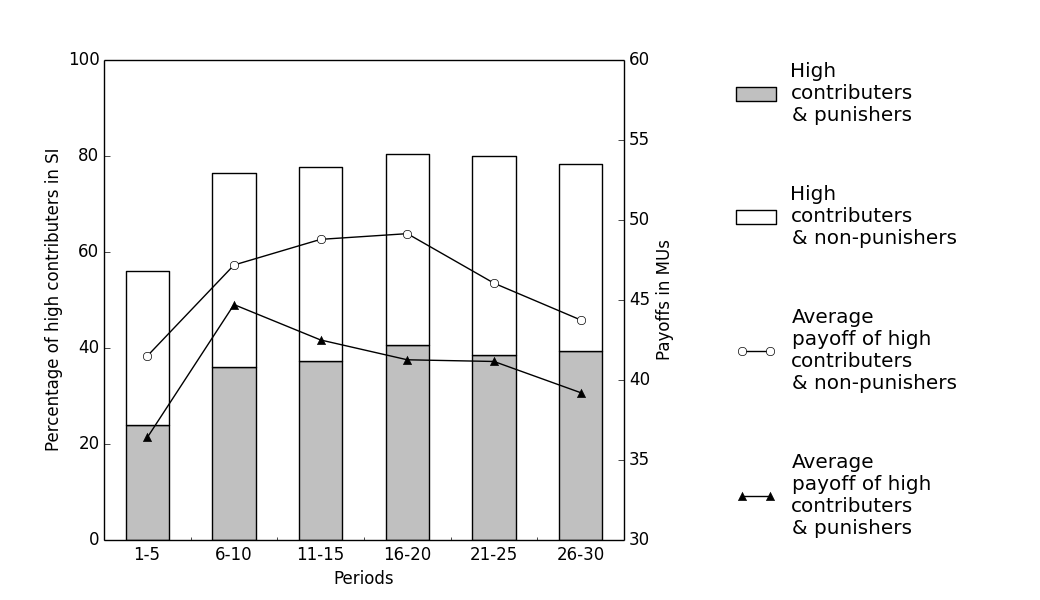 100
80
60
40
20
0
Percentage of high contributers in SI
1-5 6-10 11-15 16-20 21-25 26-30
Periods
60
55
50
45
40
35
30
Payoffs in MUs
High
contributers
& punishers
High
contributers
& non-punishers
Average
payoff of high
contributers
& non-punishers
Average
payoff of high
contributers
& punishers